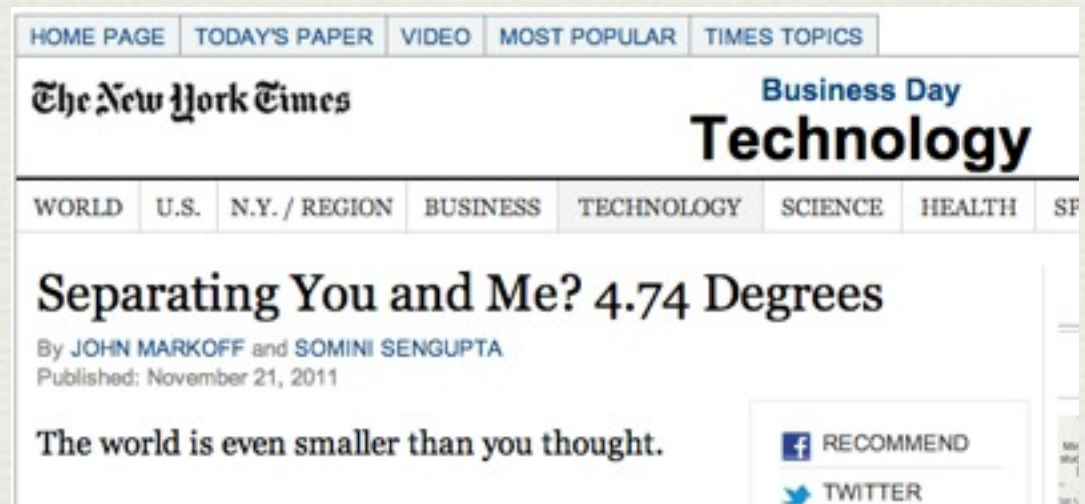 HOME PAGE TODAY'S PAPER VIDEO MOST POPULAR TIMES TOPICS
The New York Times
Business Day
Technology
WORLD U.S. N.Y. / REGION BUSINESS TECHNOLOGY SCIENCE HEALTH SP
Separating You and Me? 4.74 Degrees
By JOHN MARKOFF and SOMINI SENGUPTA
Published: November 21, 2011
The world is even smaller than you thought.
RECOMMEND
TWITTER